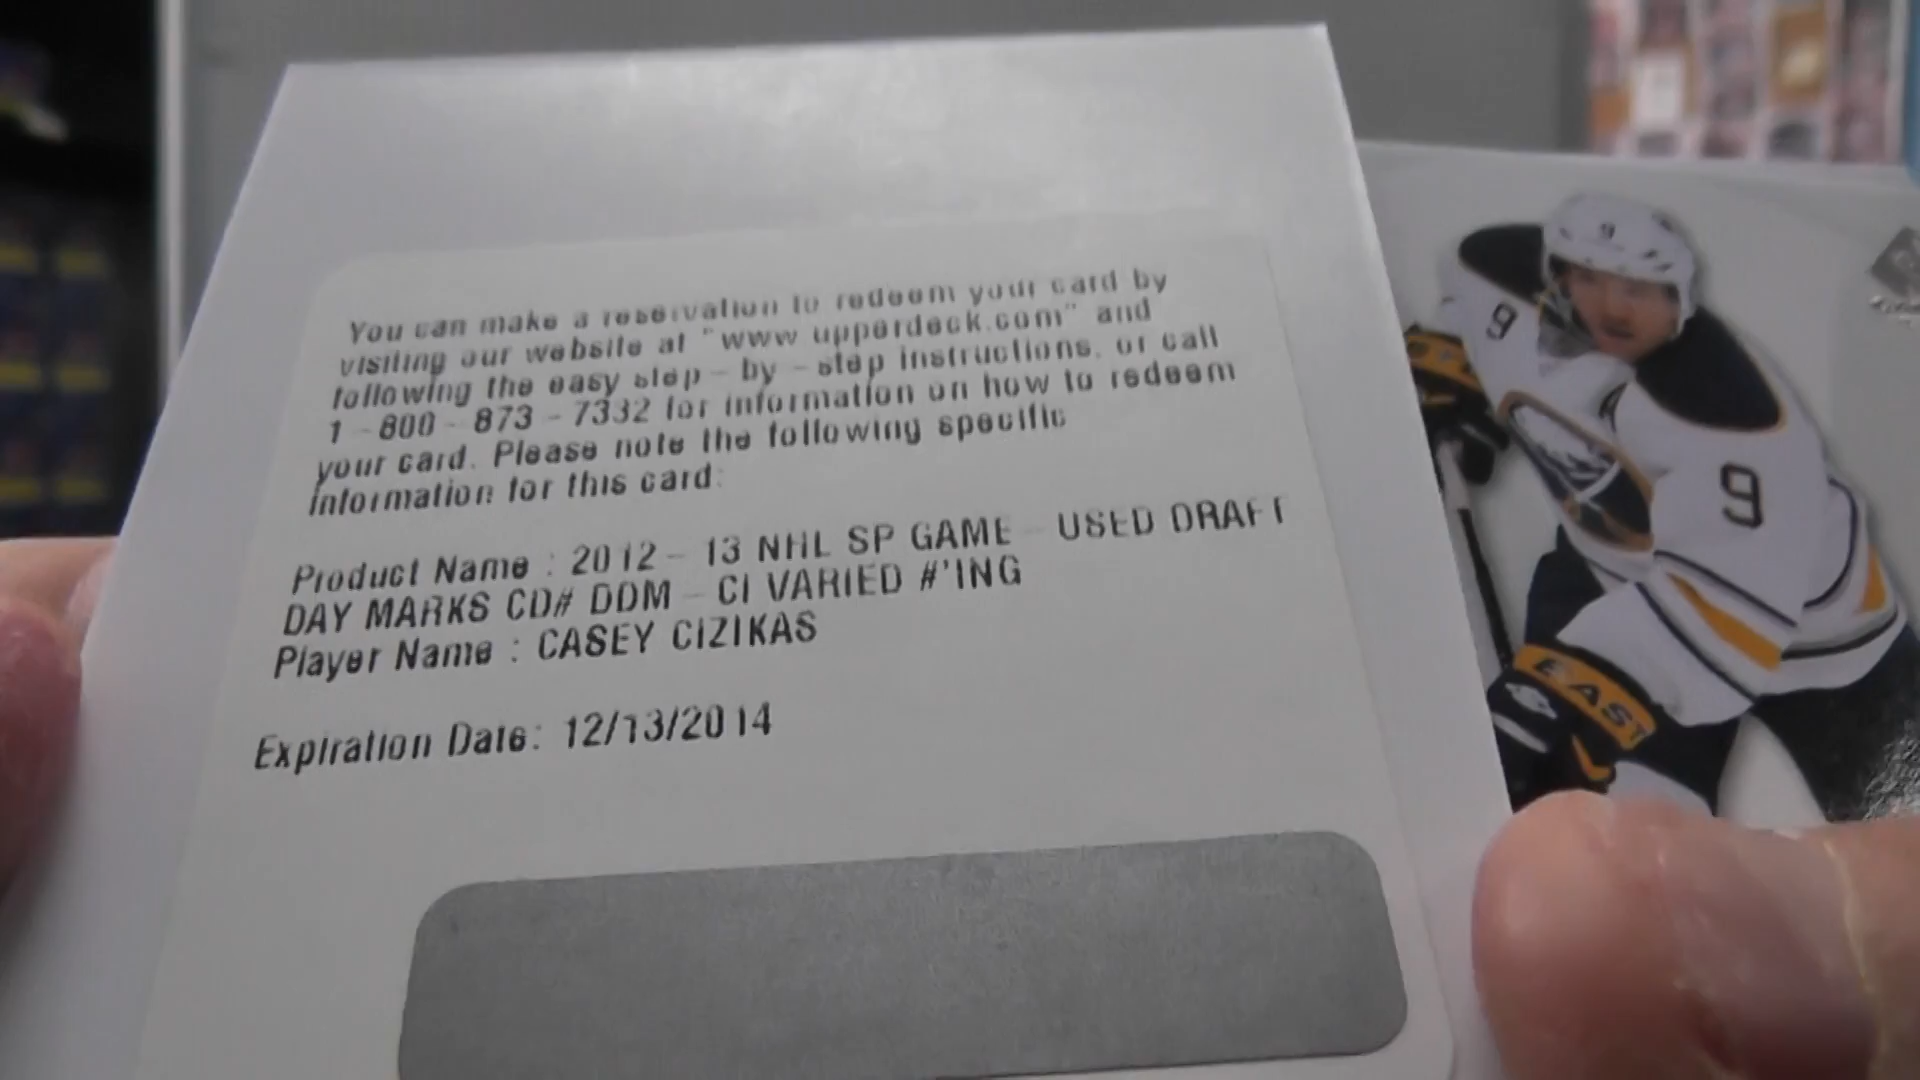 You can make a reservation to redeem your card by
visiting our website at "www upperdeck.com" and
following the easy step - by - step instructions, or call
1 - 800 - 873 - 7332 for information on how to redeem
your card. Please note the following specific
information for this card:
Product Name : 2012 - 13 NHL SP GAME - USED DRAFT
DAY MARKS CD# DDM - CI VARIED #'ING
Player Name : CASEY CIZIKAS
Expiration Date: 12/13/2014
9
9
9
EAST